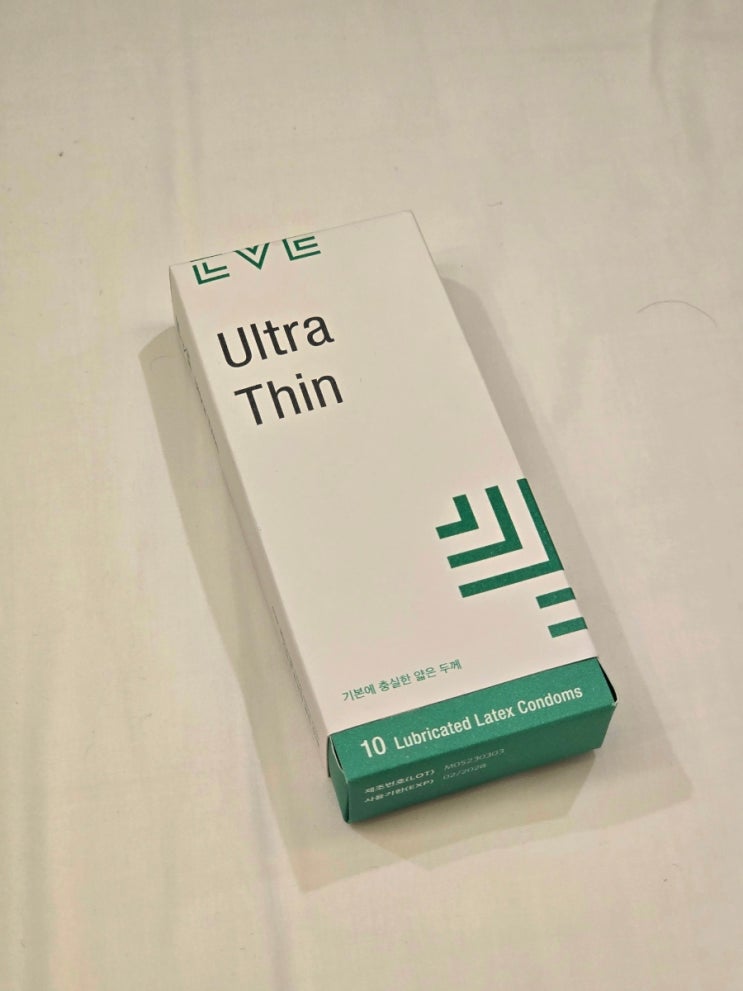 EVE
Ultra
Thin
기본에 충실한 얇은 두께
10 Lubricated Latex Condoms
제조번호(LOT) M05230303
사용기한(EXP) 02/2028